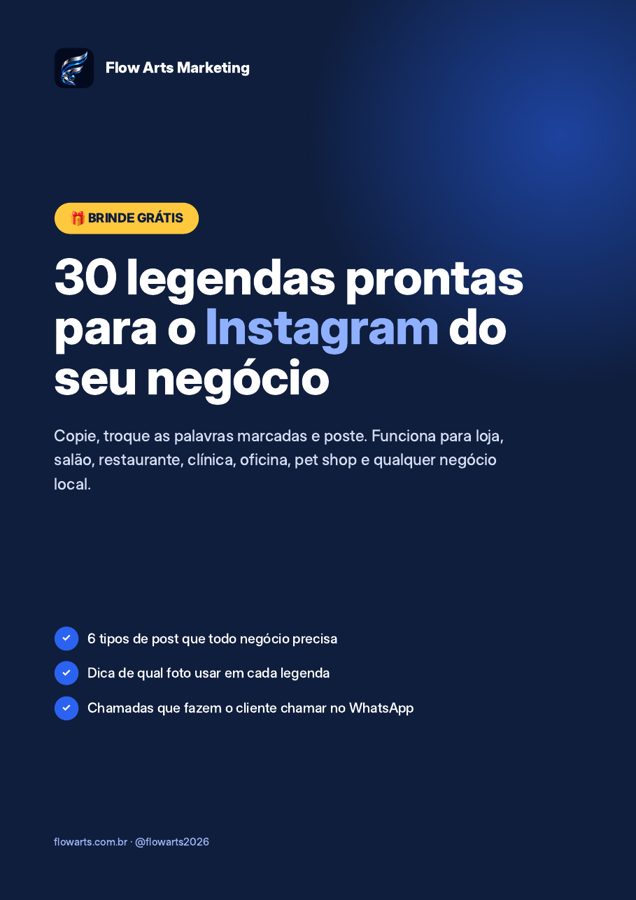 Flow Arts Marketing
🎁 BRINDE GRÁTIS
30 legendas prontas
para o Instagram do
seu negócio
Copie, troque as palavras marcadas e poste. Funciona para loja,
salão, restaurante, clínica, oficina, pet shop e qualquer negócio
local.
6 tipos de post que todo negócio precisa
Dica de qual foto usar em cada legenda
Chamadas que fazem o cliente chamar no WhatsApp
flowarts.com.br · @flowarts2026